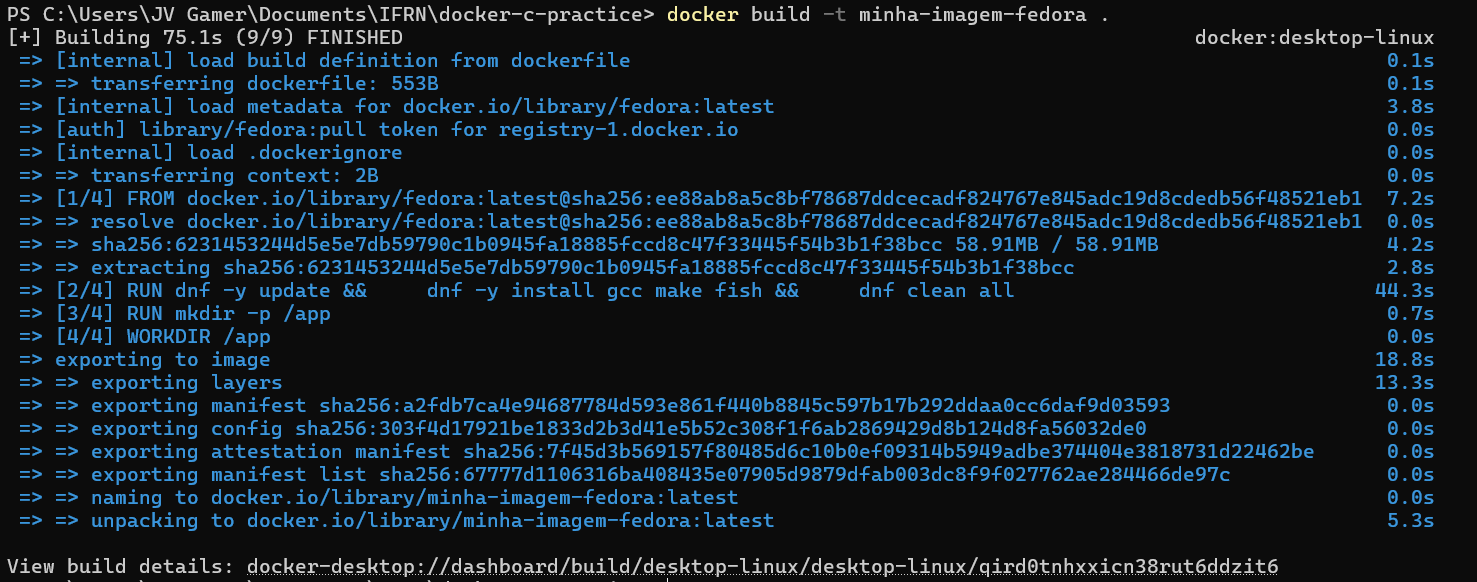 PS C:\Users\JV Gamer\Documents\IFRN\docker-c-practice> docker build -t minha-imagem-fedora .
[+] Building 75.1s (9/9) FINISHED docker:desktop-linux
=> [internal] load build definition from dockerfile 0.1s
=> => transferring dockerfile: 553B 0.1s
=> [internal] load metadata for docker.io/library/fedora:latest 3.8s
=> [auth] library/fedora:pull token for registry-1.docker.io 0.0s
=> [internal] load .dockerignore 0.0s
=> => transferring context: 2B 0.0s
=> [1/4] FROM docker.io/library/fedora:latest@sha256:ee88ab8a5c8bf78687ddcecadf824767e845adc19d8cdedb56f48521eb1 7.2s
=> => resolve docker.io/library/fedora:latest@sha256:ee88ab8a5c8bf78687ddcecadf824767e845adc19d8cdedb56f48521eb1 0.0s
=> => sha256:6231453244d5e5e7db59790c1b0945fa18885fccd8c47f33445f54b3b1f38bcc 58.91MB / 58.91MB 4.2s
=> => extracting sha256:6231453244d5e5e7db59790c1b0945fa18885fccd8c47f33445f54b3b1f38bcc 2.8s
=> [2/4] RUN dnf -y update &&     dnf -y install gcc make fish &&     dnf clean all 44.3s
=> [3/4] RUN mkdir -p /app 0.7s
=> [4/4] WORKDIR /app 0.0s
=> exporting to image 18.8s
=> => exporting layers 13.3s
=> => exporting manifest sha256:a2fdb7ca4e94687784d593e861f440b8845c597b17b292ddaa0cc6daf9d03593 0.0s
=> => exporting config sha256:303f4d17921be1833d2b3d41e5b52c308f1f6ab2869429d8b124d8fa56032de0 0.0s
=> => exporting attestation manifest sha256:7f45d3b569157f80485d6c10b0ef09314b5949adbe374404e3818731d22462be 0.0s
=> => exporting manifest list sha256:67777d1106316ba408435e07905d9879dfab003dc8f9f027762ae284466de97c 0.0s
=> => naming to docker.io/library/minha-imagem-fedora:latest 0.0s
=> => unpacking to docker.io/library/minha-imagem-fedora:latest 5.3s
View build details: docker-desktop://dashboard/build/desktop-linux/desktop-linux/qird0tnhxxicn38rut6ddzit6